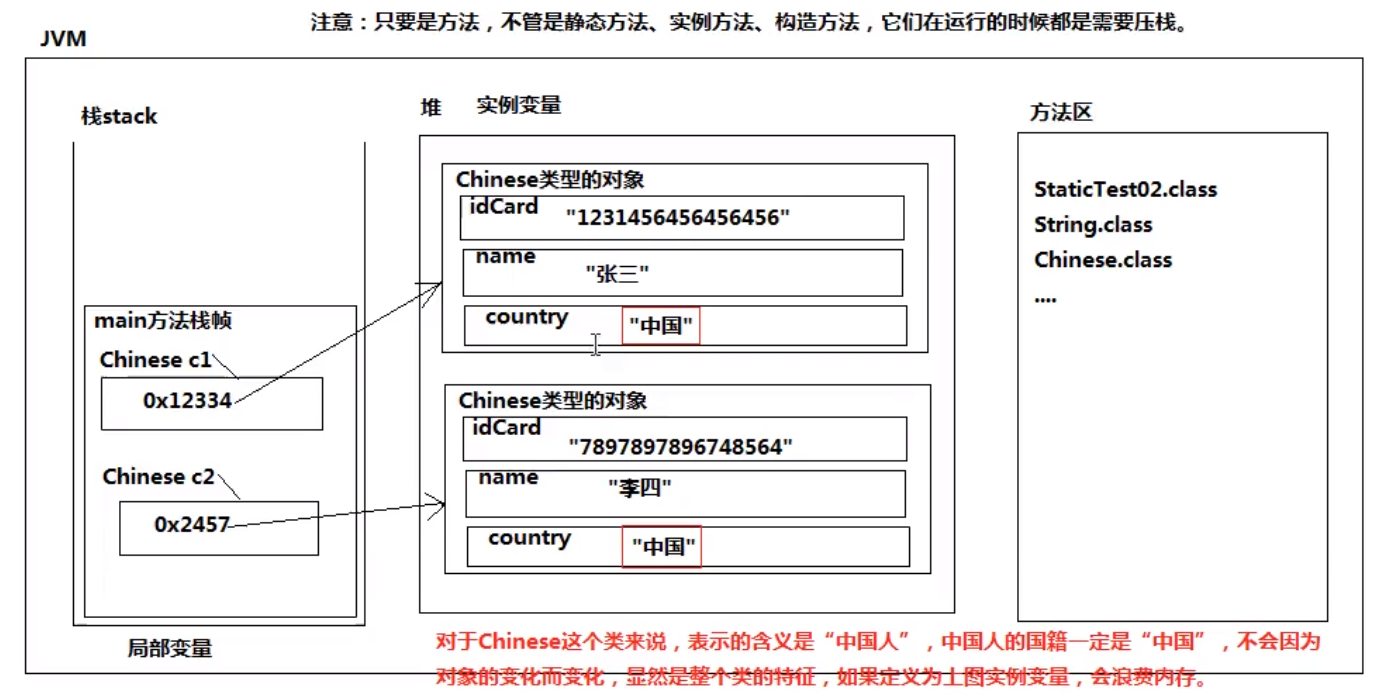 注意：只要是方法，不管是静态方法、实例方法、构造方法，它们在运行的时候都是需要压栈。
JVM
栈stack
main方法栈帧
Chinese c1
0x12334
Chinese c2
0x2457
局部变量
堆
实例变量
Chinese类型的对象
idCard
"1231456456456456"
name
"张三"
country
"中国"
Chinese类型的对象
idCard
"7897897896748564"
name
"李四"
country
"中国"
方法区
StaticTest02.class
String.class
Chinese.class
....
对于Chinese这个类来说，表示的含义是“中国人”，中国人的国籍一定是“中国”，不会因为
对象的变化而变化，显然是整个类的特征，如果定义为上图实例变量，会浪费内存。